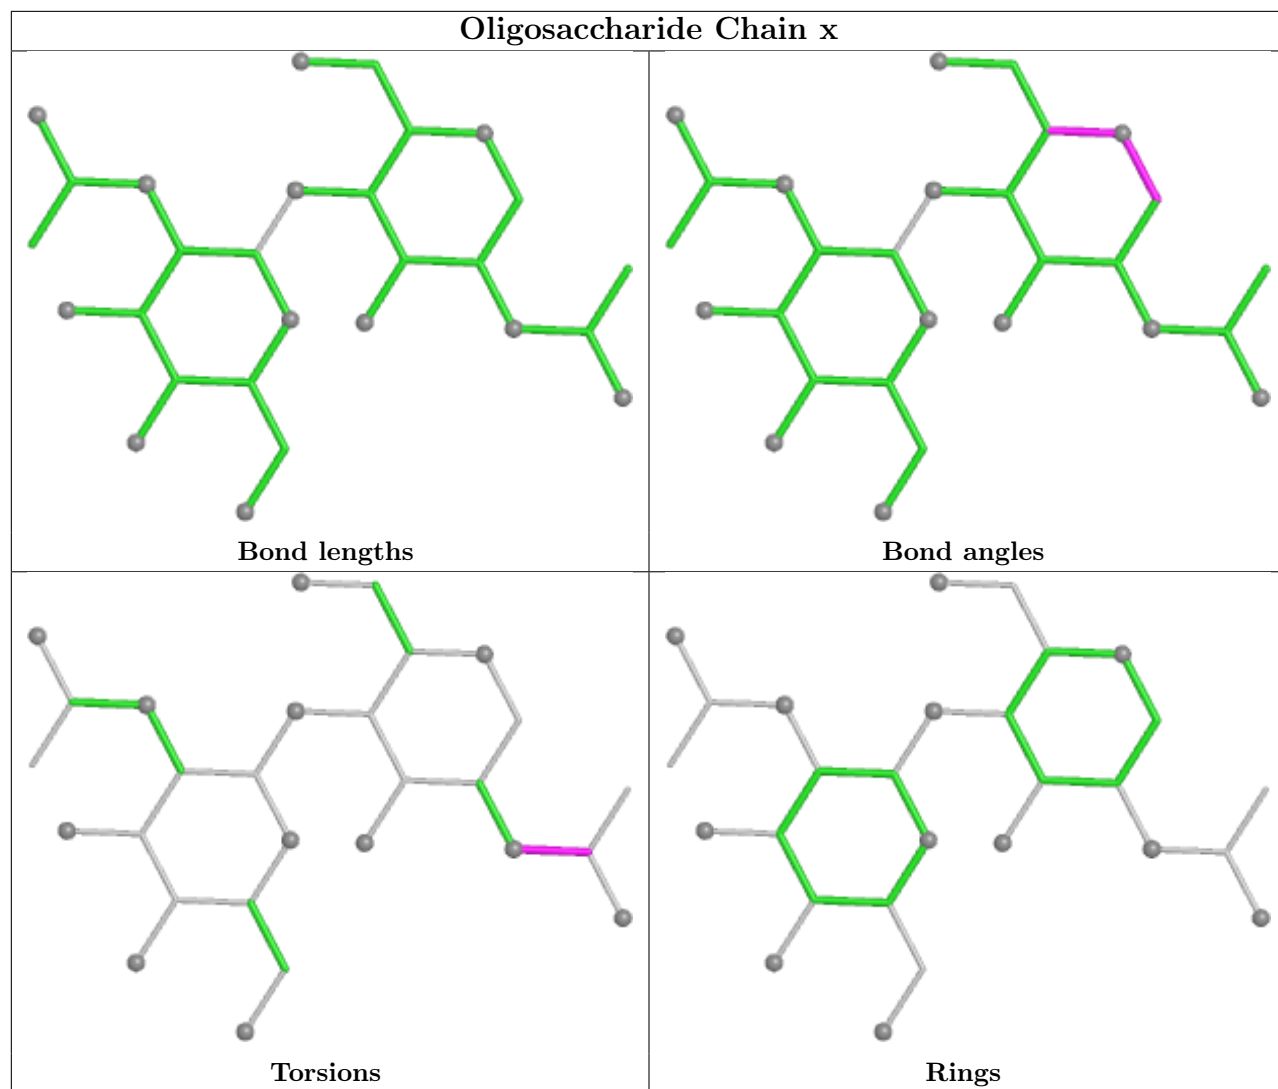 Oligosaccharide Chain x
Bond lengths
Bond angles
Torsions
Rings